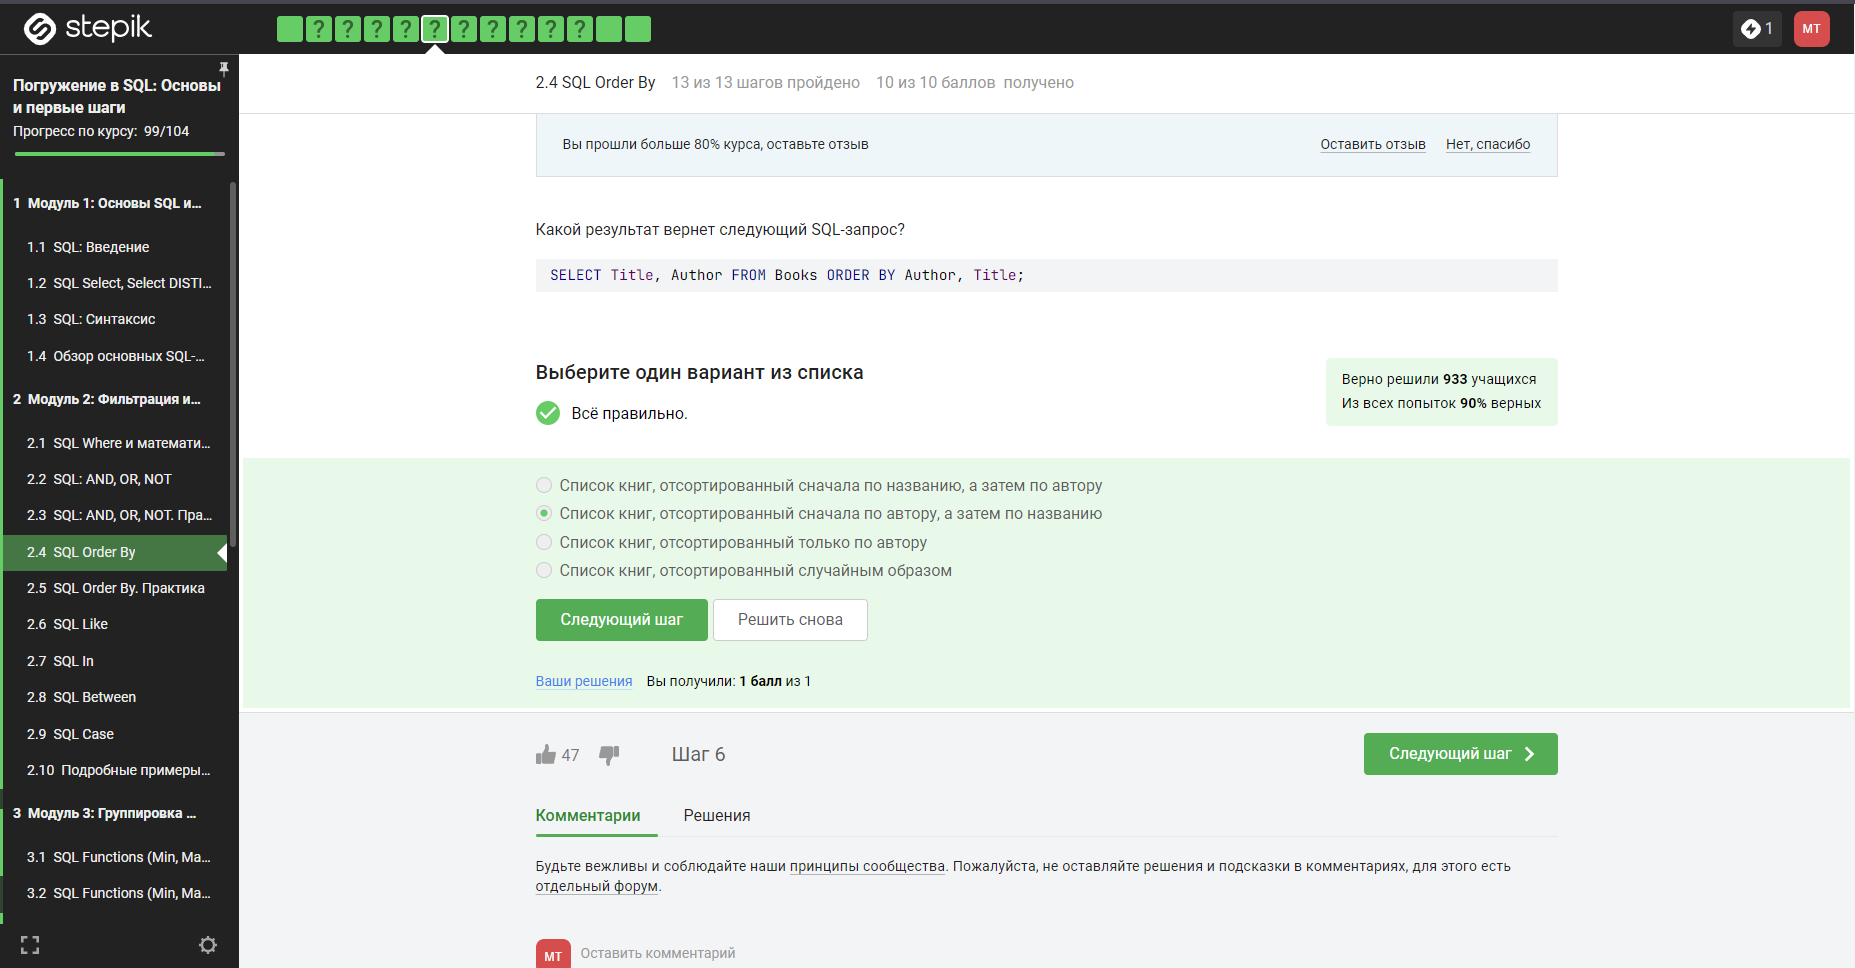 stepik
? ? ? ? ? ? ? ? ? ?
1
MT
Погружение в SQL: Основы
и первые шаги
Прогресс по курсу: 99/104
1 Модуль 1: Основы SQL и...
1.1 SQL: Введение
1.2 SQL Select, Select DISTI...
1.3 SQL: Синтаксис
1.4 Обзор основных SQL-...
2 Модуль 2: Фильтрация и...
2.1 SQL Where и математи...
2.2 SQL: AND, OR, NOT
2.3 SQL: AND, OR, NOT. Пра...
2.4 SQL Order By
2.5 SQL Order By. Практика
2.6 SQL Like
2.7 SQL In
2.8 SQL Between
2.9 SQL Case
2.10 Подробные примеры...
3 Модуль 3: Группировка ...
3.1 SQL Functions (Min, Ma...
3.2 SQL Functions (Min, Ma...
2.4 SQL Order By 13 из 13 шагов пройдено 10 из 10 баллов получено
Вы прошли больше 80% курса, оставьте отзыв Оставить отзыв Нет, спасибо
Какой результат вернет следующий SQL-запрос?
SELECT Title, Author FROM Books ORDER BY Author, Title;
Выберите один вариант из списка
Всё правильно.
Верно решили 933 учащихся
Из всех попыток 90% верных
Список книг, отсортированный сначала по названию, а затем по автору
Список книг, отсортированный сначала по автору, а затем по названию
Список книг, отсортированный только по автору
Список книг, отсортированный случайным образом
Следующий шаг Решить снова
Ваши решения Вы получили: 1 балл из 1
47 Шаг 6 Следующий шаг
Комментарии Решения
Будьте вежливы и соблюдайте наши принципы сообщества. Пожалуйста, не оставляйте решения и подсказки в комментариях, для этого есть
отдельный форум.
MT Оставить комментарий